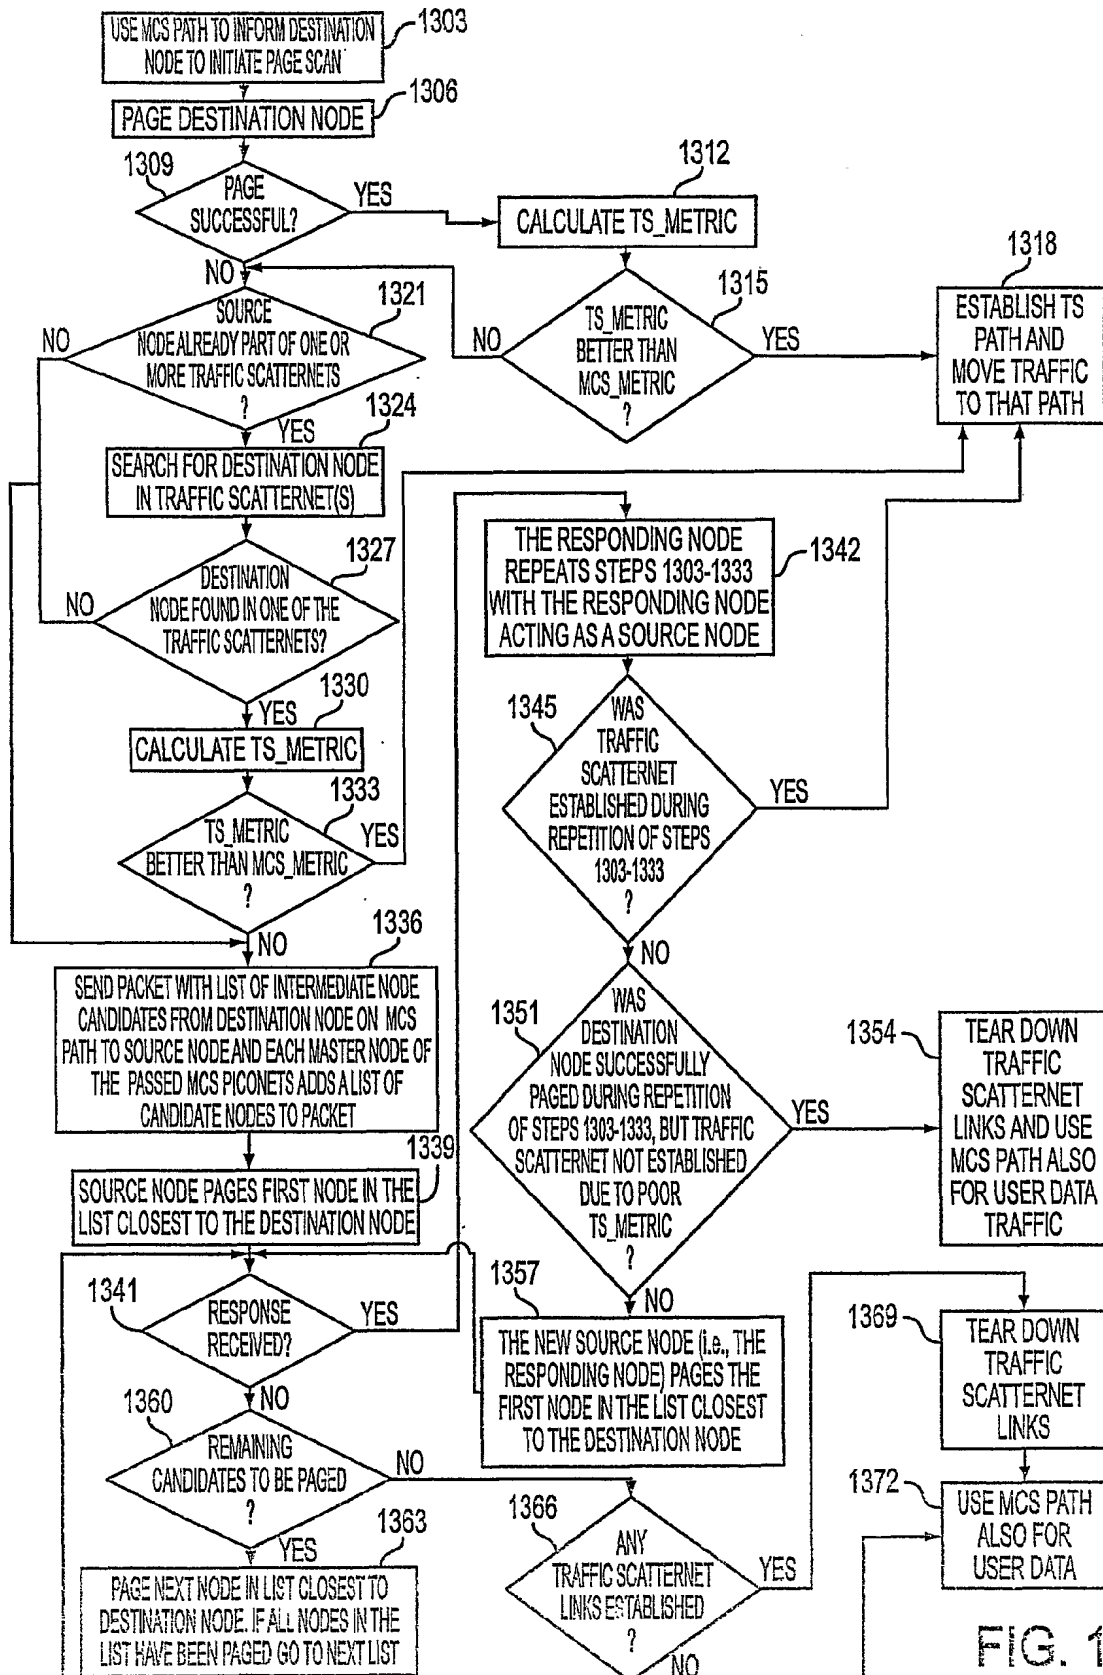 1303
USE MCS PATH TO INFORM DESTINATION
NODE TO INITIATE PAGE SCAN
1306
PAGE DESTINATION NODE
1309
PAGE
SUCCESSFUL?
YES
NO
1312
CALCULATE TS_METRIC
1315
TS_METRIC
BETTER THAN
MCS_METRIC
?
NO
YES
1318
ESTABLISH TS
PATH AND
MOVE TRAFFIC
TO THAT PATH
1321
SOURCE
NODE ALREADY PART OF ONE OR
MORE TRAFFIC SCATTERNETS
?
NO
YES
1324
SEARCH FOR DESTINATION NODE
IN TRAFFIC SCATTERNET(S)
1327
DESTINATION
NODE FOUND IN ONE OF THE
TRAFFIC SCATTERNETS?
NO
YES
1330
CALCULATE TS_METRIC
1333
TS_METRIC
BETTER THAN MCS_METRIC
?
YES
NO
1336
SEND PACKET WITH LIST OF INTERMEDIATE NODE
CANDIDATES FROM DESTINATION NODE ON MCS
PATH TO SOURCE NODE AND EACH MASTER NODE OF
THE PASSED MCS PICONETS ADDS A LIST OF
CANDIDATE NODES TO PACKET
1339
SOURCE NODE PAGES FIRST NODE IN THE
LIST CLOSEST TO THE DESTINATION NODE
1341
RESPONSE
RECEIVED?
YES
NO
1342
THE RESPONDING NODE
REPEATS STEPS 1303-1333
WITH THE RESPONDING NODE
ACTING AS A SOURCE NODE
1345
WAS
TRAFFIC
SCATTERNET
ESTABLISHED DURING
REPETITION OF STEPS
1303-1333
?
YES
NO
1351
WAS
DESTINATION
NODE SUCCESSFULLY
PAGED DURING REPETITION
OF STEPS 1303-1333, BUT TRAFFIC
SCATTERNET NOT ESTABLISHED
DUE TO POOR
TS_METRIC
?
YES
NO
1354
TEAR DOWN
TRAFFIC
SCATTERNET
LINKS AND USE
MCS PATH ALSO
FOR USER DATA
TRAFFIC
1357
THE NEW SOURCE NODE (i.e., THE
RESPONDING NODE) PAGES THE
FIRST NODE IN THE LIST CLOSEST
TO THE DESTINATION NODE
1360
REMAINING
CANDIDATES TO BE PAGED
?
NO
YES
1363
PAGE NEXT NODE IN LIST CLOSEST TO
DESTINATION NODE. IF ALL NODES IN THE
LIST HAVE BEEN PAGED GO TO NEXT LIST
1366
ANY
TRAFFIC SCATTERNET
LINKS ESTABLISHED
?
YES
NO
1369
TEAR DOWN
TRAFFIC
SCATTERNET
LINKS
1372
USE MCS PATH
ALSO FOR
USER DATA
FIG. 1